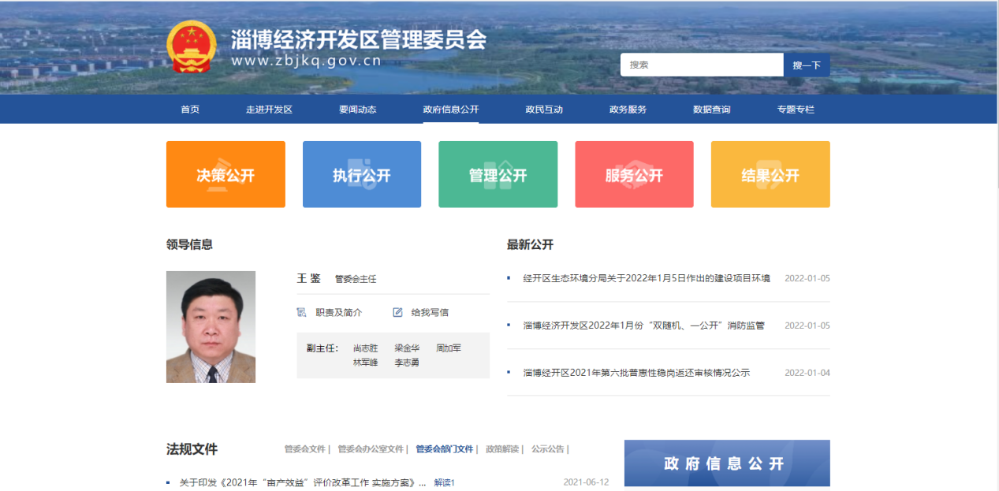 淄博经济开发区管理委员会
www.zbjkq.gov.cn
搜索 搜一下
首页 走进开发区 要闻动态 政府信息公开 政民互动 政务服务 数据查询 专题专栏
决策公开 执行公开 管理公开 服务公开 结果公开
领导信息
王 鉴 管委会主任
职责及简介 给我写信
副主任： 尚志胜 梁金华 周加军
林军峰 李志勇
最新公开
经开区生态环境分局关于2022年1月5日作出的建设项目环境 2022-01-05
淄博经济开发区2022年1月份“双随机、一公开”消防监管 2022-01-05
淄博经开区2021年第六批普惠性稳岗返还审核情况公示 2022-01-04
法规文件 管委会文件 | 管委会办公室文件 | 管委会部门文件 | 政策解读 | 公示公告 |
关于印发《2021年“亩产效益”评价改革工作 实施方案》... 解读1 2021-06-12
政府信息公开